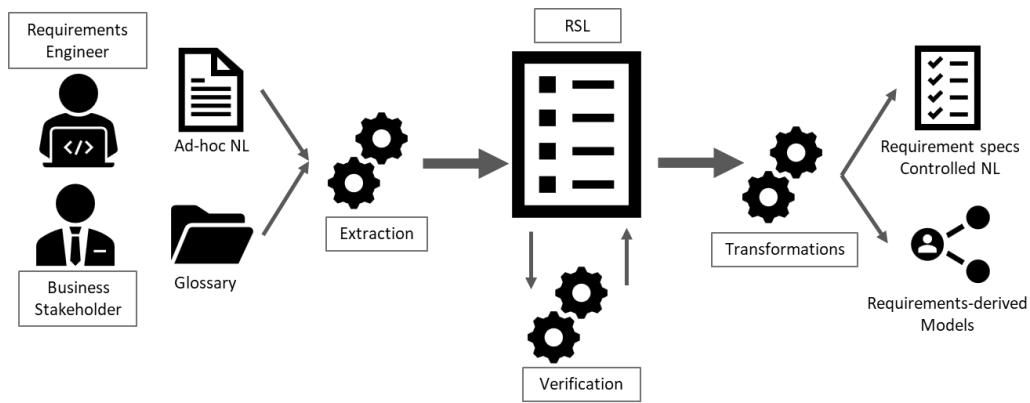 Requirements
Engineer
</>
Ad-hoc NL
Business
Stakeholder
Glossary
Extraction
RSL
Verification
Transformations
Requirement specs
Controlled NL
Requirements-derived
Models